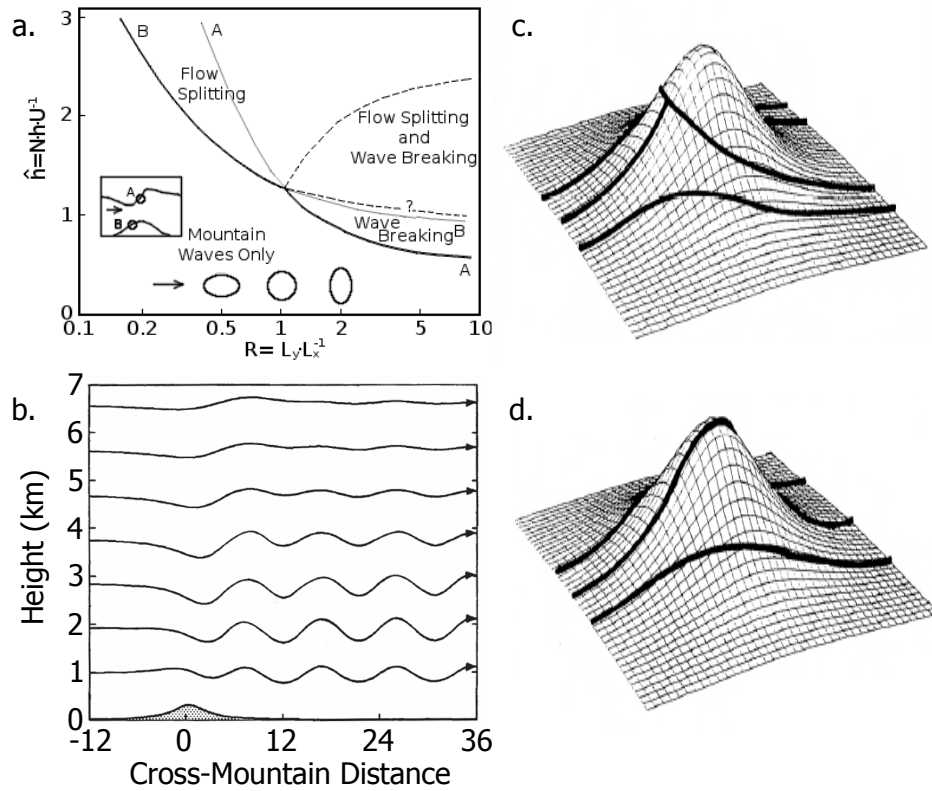 a.
3
2
1
0
ĥ=N·h·U⁻¹
B
A
Flow
Splitting
Flow Splitting
and
Wave Breaking
A
B
?
Wave
Breaking
B
A
Mountain
Waves Only
0.1
0.2
0.5
1
2
5
10
R= Ly·Lx⁻¹
b.
7
6
5
4
3
2
1
0
Height (km)
-12
0
12
24
36
Cross-Mountain Distance
c.
d.